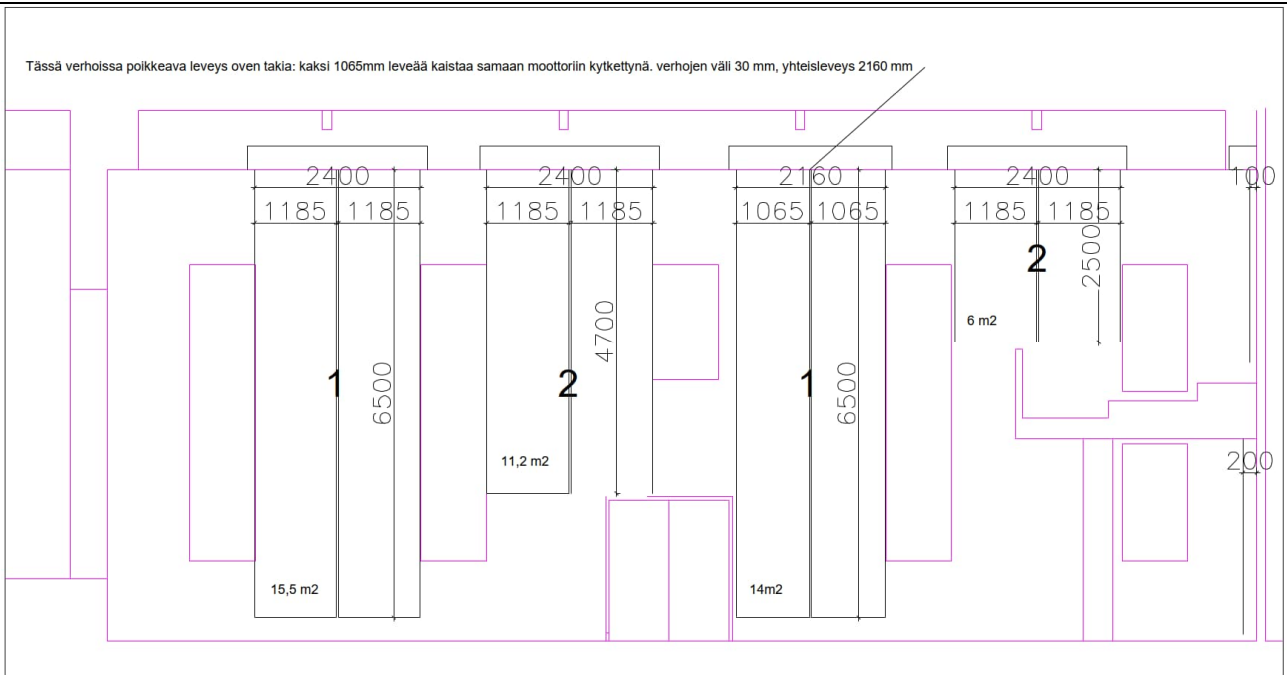 Tässä verhoissa poikkeava leveys oven takia: kaksi 1065mm leveää kaistaa samaan moottoriin kytkettynä. verhojen väli 30 mm, yhteisleveys 2160 mm
2400 2400 2160 2400 100
1185 1185 1185 1185 1065 1065 1185 1185
2500
2
6 m2
4700
1 2 1
6500 6500
11,2 m2
200
15,5 m2 14m2